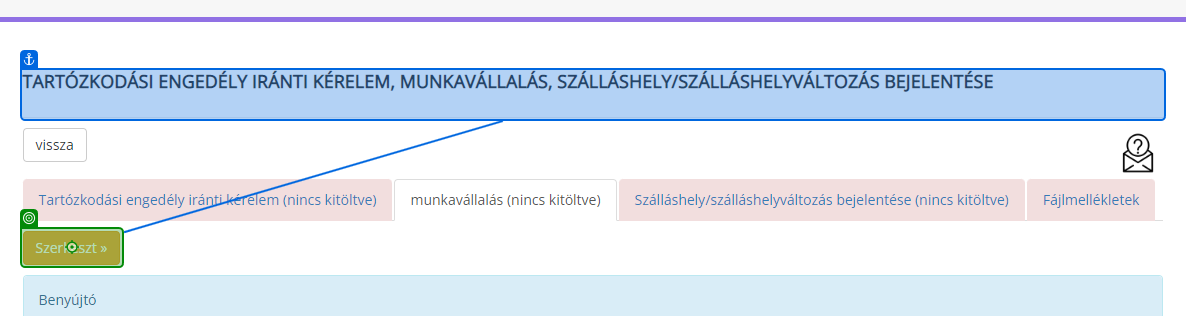 TARTÓZKODÁSI ENGEDÉLY IRÁNTI KÉRELEM, MUNKAVÁLLALÁS, SZÁLLÁSHELY/SZÁLLÁSHELYVÁLTOZÁS BEJELENTÉSE
vissza
Tartózkodási engedély iránti kérelem (nincs kitöltve)
munkavállalás (nincs kitöltve)
Szálláshely/szálláshelyváltozás bejelentése (nincs kitöltve)
Fájlmellékletek
Szerkeszt »
Benyújtó